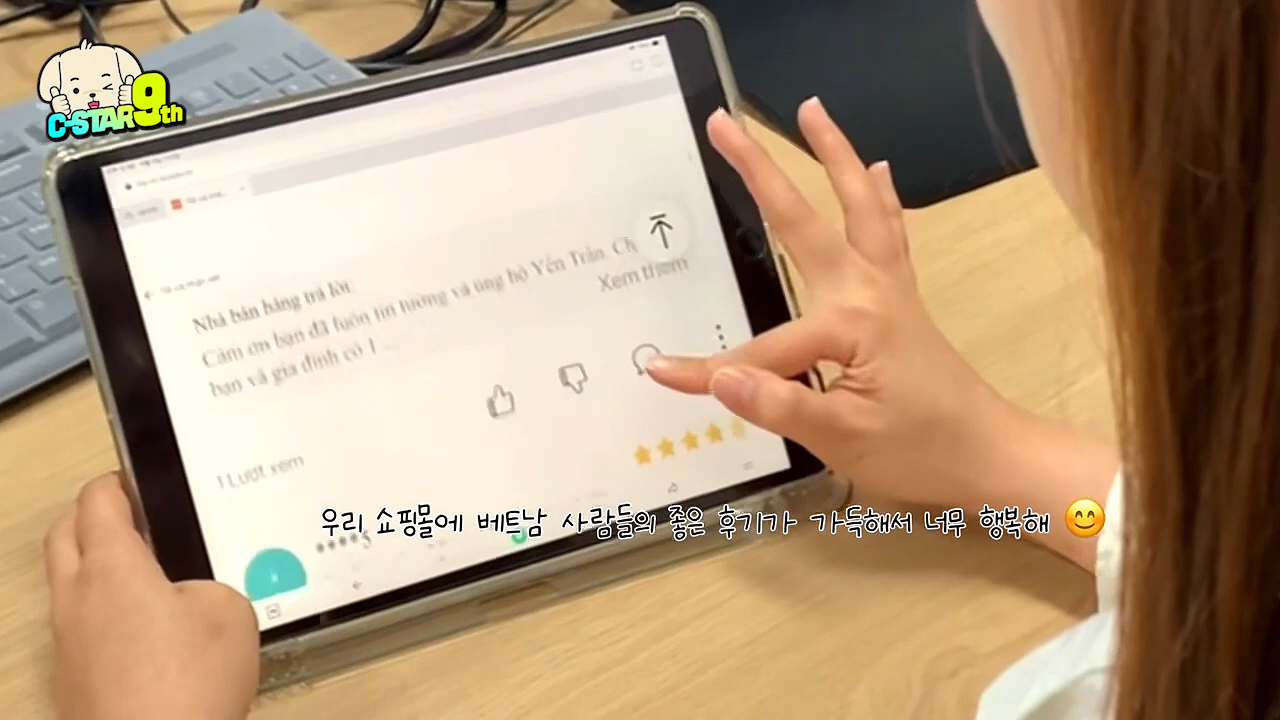 C-STAR 9th
Nhà bán hàng trả lời
Cảm ơn bạn đã luôn tin tưởng và ủng hộ Yến Trần Ch
bạn và gia đình có 1
Xem thêm
1 Lượt xem
우리 쇼핑몰에 베트남 사람들의 좋은 후기가 가득해서 너무 행복해 😊